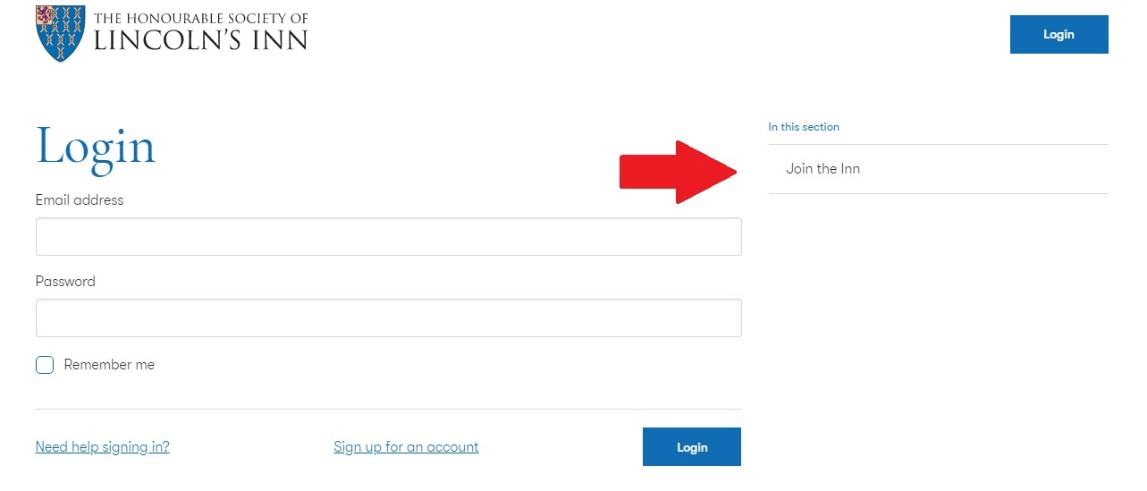 THE HONOURABLE SOCIETY OF
LINCOLN'S INN
Login
Login
In this section
Join the Inn
Email address
Password
Remember me
Need help signing in?
Sign up for an account
Login